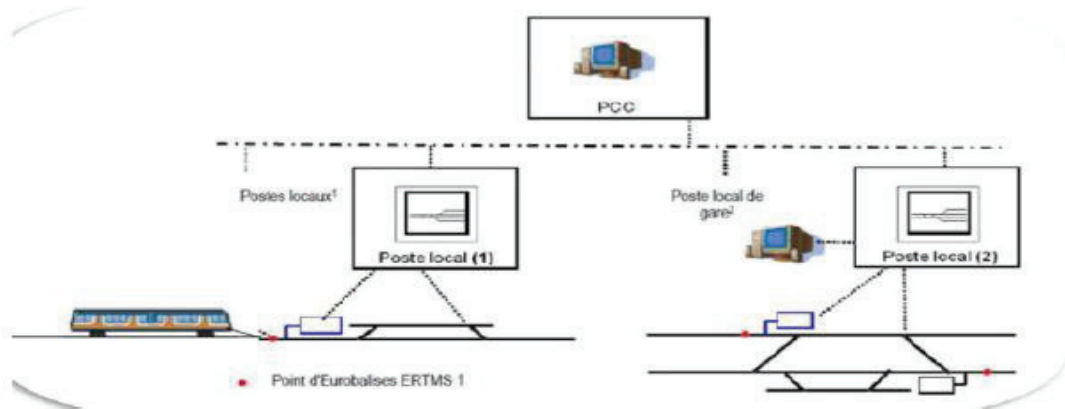 PCC
Postes locaux¹
Poste local de
gare²
Poste local (1)
Poste local (2)
Point d'Eurobalises ERTMS 1